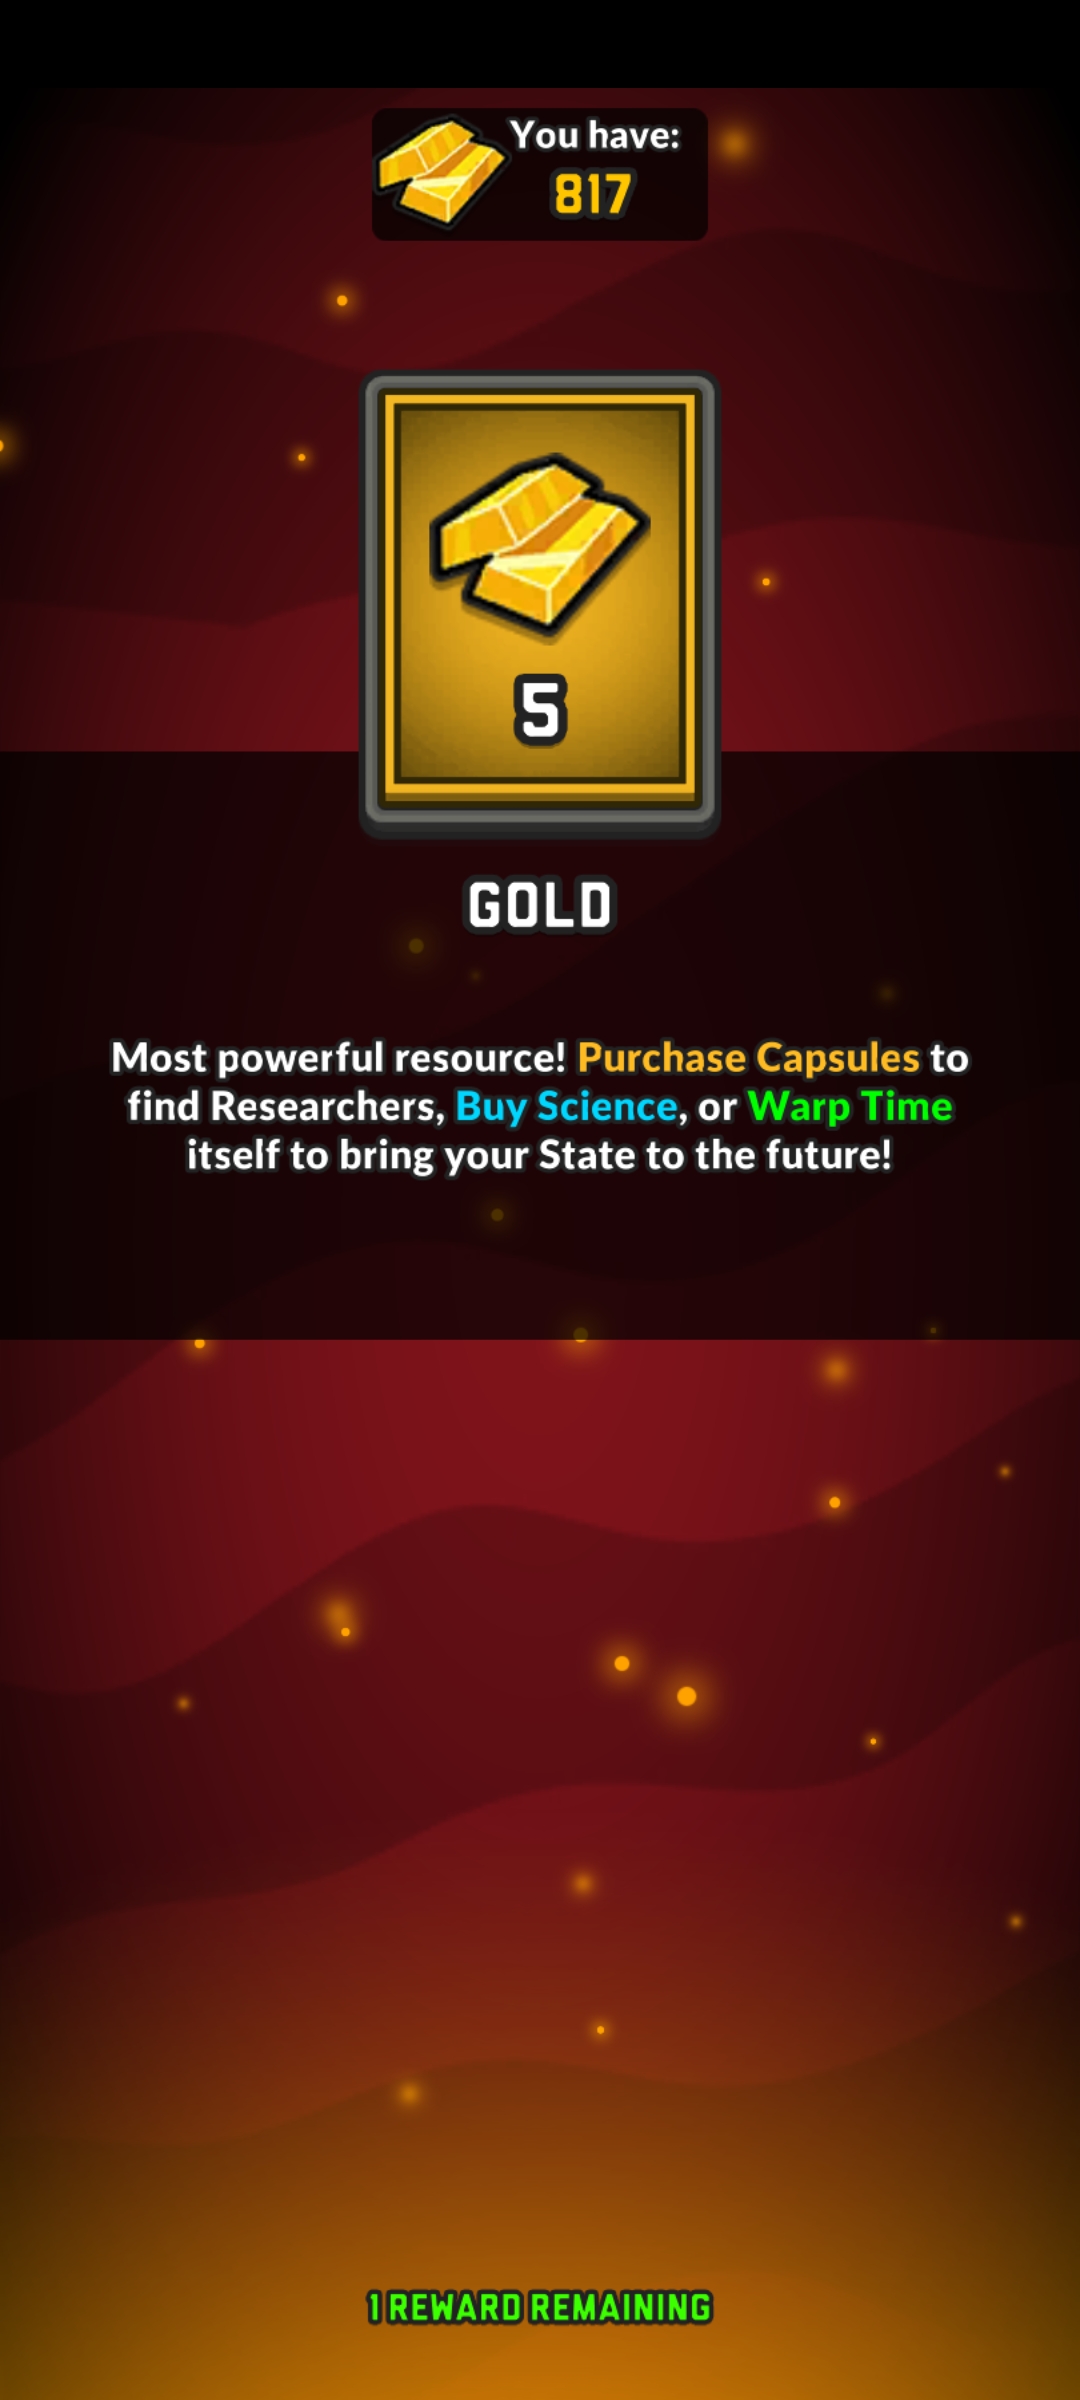 You have:
817
5
GOLD
Most powerful resource! Purchase Capsules to
find Researchers, Buy Science, or Warp Time
itself to bring your State to the future!
1 REWARD REMAINING